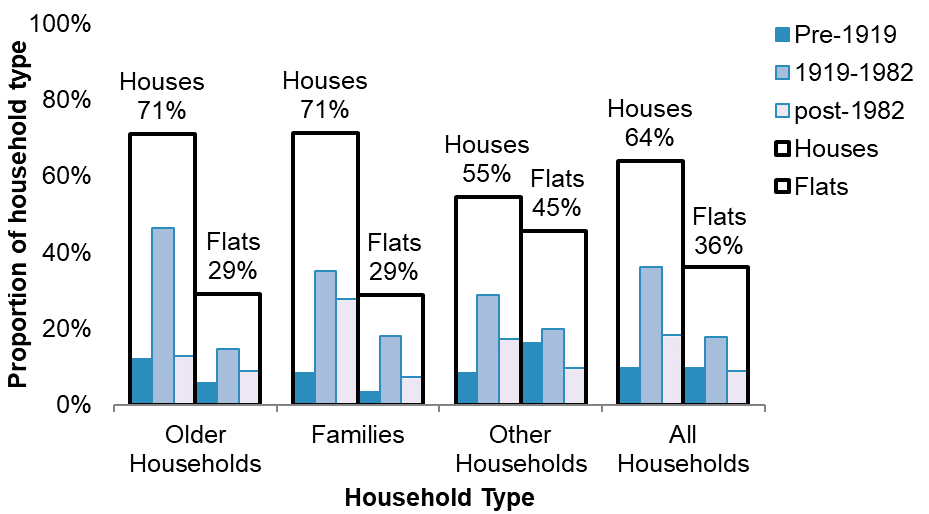 Proportion of household type
100%
80%
60%
40%
20%
0%
Houses
71%
Flats
29%
Houses
71%
Flats
29%
Houses
55%
Flats
45%
Houses
64%
Flats
36%
Pre-1919
1919-1982
post-1982
Houses
Flats
Older
Households
Families
Other
Households
All
Households
Household Type